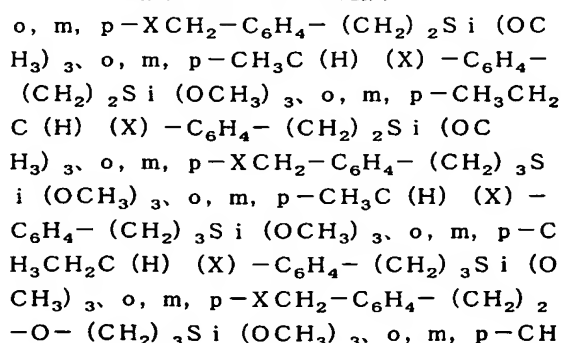 o, m, p-XCH₂-C₆H₄-(CH₂)₂Si(OC
H₃)₃、o, m, p-CH₃C(H)(X)-C₆H₄-
(CH₂)₂Si(OCH₃)₃、o, m, p-CH₃CH₂
C(H)(X)-C₆H₄-(CH₂)₂Si(OC
H₃)₃、o, m, p-XCH₂-C₆H₄-(CH₂)₃S
i(OCH₃)₃、o, m, p-CH₃C(H)(X)-
C₆H₄-(CH₂)₃Si(OCH₃)₃、o, m, p-C
H₃CH₂C(H)(X)-C₆H₄-(CH₂)₃Si(O
CH₃)₃、o, m, p-XCH₂-C₆H₄-(CH₂)₂
-O-(CH₂)₃Si(OCH₃)₃、o, m, p-CH